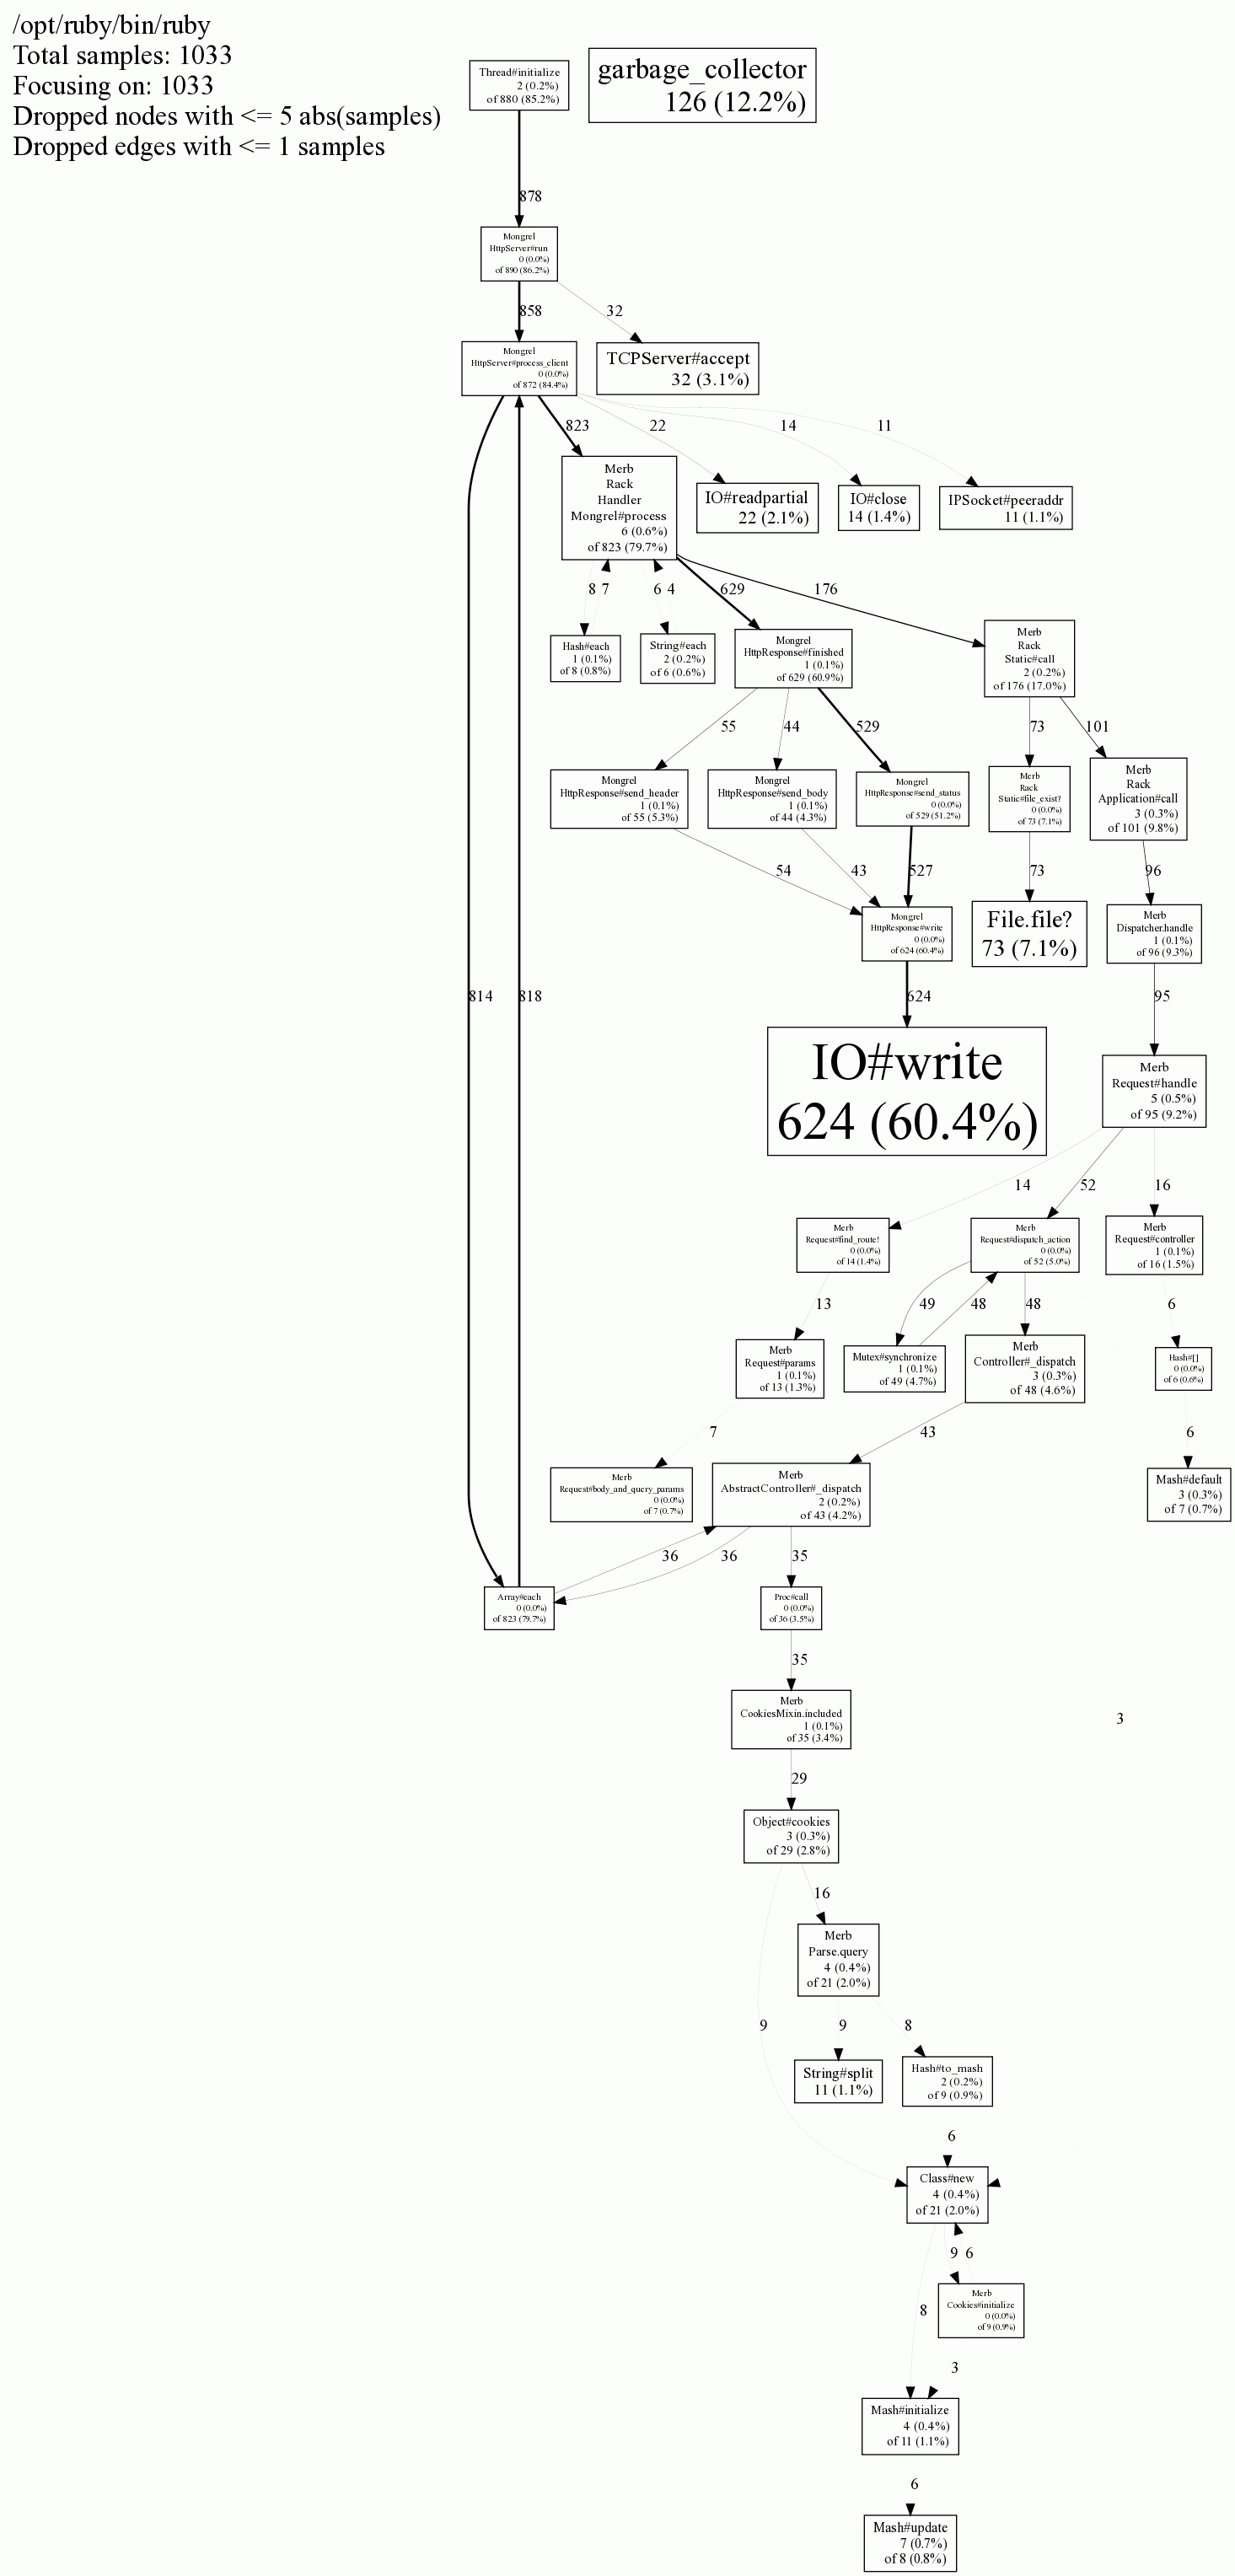 /opt/ruby/bin/ruby
Total samples: 1033
Focusing on: 1033
Dropped nodes with <= 5 abs(samples)
Dropped edges with <= 1 samples
Thread#initialize
2 (0.2%)
of 880 (85.2%)
garbage_collector
126 (12.2%)
878
Mongrel
HttpServer#run
0 (0.0%)
of 890 (86.2%)
858
32
Mongrel
HttpServer#process_client
0 (0.0%)
of 872 (84.4%)
TCPServer#accept
32 (3.1%)
823
22
14
11
Merb
Rack
Handler
Mongrel#process
6 (0.6%)
of 823 (79.7%)
IO#readpartial
22 (2.1%)
IO#close
14 (1.4%)
IPSocket#peeraddr
11 (1.1%)
8
7
6
4
629
176
Hash#each
1 (0.1%)
of 8 (0.8%)
String#each
2 (0.2%)
of 6 (0.6%)
Mongrel
HttpResponse#finished
1 (0.1%)
of 629 (60.9%)
Merb
Rack
Static#call
2 (0.2%)
of 176 (17.0%)
55
44
529
73
101
Mongrel
HttpResponse#send_header
1 (0.1%)
of 55 (5.3%)
Mongrel
HttpResponse#send_body
1 (0.1%)
of 44 (4.3%)
Mongrel
HttpResponse#send_status
0 (0.0%)
of 529 (51.2%)
Merb
Rack
Static#file_exist?
0 (0.0%)
of 73 (7.1%)
Merb
Rack
Application#call
3 (0.3%)
of 101 (9.8%)
54
43
527
73
96
Mongrel
HttpResponse#write
0 (0.0%)
of 624 (60.4%)
File.file?
73 (7.1%)
Merb
Dispatcher.handle
1 (0.1%)
of 96 (9.3%)
814
818
624
95
IO#write
624 (60.4%)
Merb
Request#handle
5 (0.5%)
of 95 (9.2%)
14
52
16
Merb
Request#find_route!
0 (0.0%)
of 14 (1.4%)
Merb
Request#dispatch_action
0 (0.0%)
of 52 (5.0%)
Merb
Request#controller
1 (0.1%)
of 16 (1.5%)
13
49
48
48
6
Merb
Request#params
1 (0.1%)
of 13 (1.3%)
Mutex#synchronize
1 (0.1%)
of 49 (4.7%)
Merb
Controller#_dispatch
3 (0.3%)
of 48 (4.6%)
Hash#[]
0 (0.0%)
of 6 (0.6%)
7
43
6
Merb
Request#body_and_query_params
0 (0.0%)
of 7 (0.7%)
Merb
AbstractController#_dispatch
2 (0.2%)
of 43 (4.2%)
Mash#default
3 (0.3%)
of 7 (0.7%)
36
36
35
Array#each
0 (0.0%)
of 823 (79.7%)
Proc#call
0 (0.0%)
of 36 (3.5%)
35
Merb
CookiesMixin.included
1 (0.1%)
of 35 (3.4%)
3
29
Object#cookies
3 (0.3%)
of 29 (2.8%)
16
Merb
Parse.query
4 (0.4%)
of 21 (2.0%)
9
9
8
String#split
11 (1.1%)
Hash#to_mash
2 (0.2%)
of 9 (0.9%)
6
Class#new
4 (0.4%)
of 21 (2.0%)
9
6
Merb
Cookies#initialize
0 (0.0%)
of 9 (0.9%)
8
3
Mash#initialize
4 (0.4%)
of 11 (1.1%)
6
Mash#update
7 (0.7%)
of 8 (0.8%)